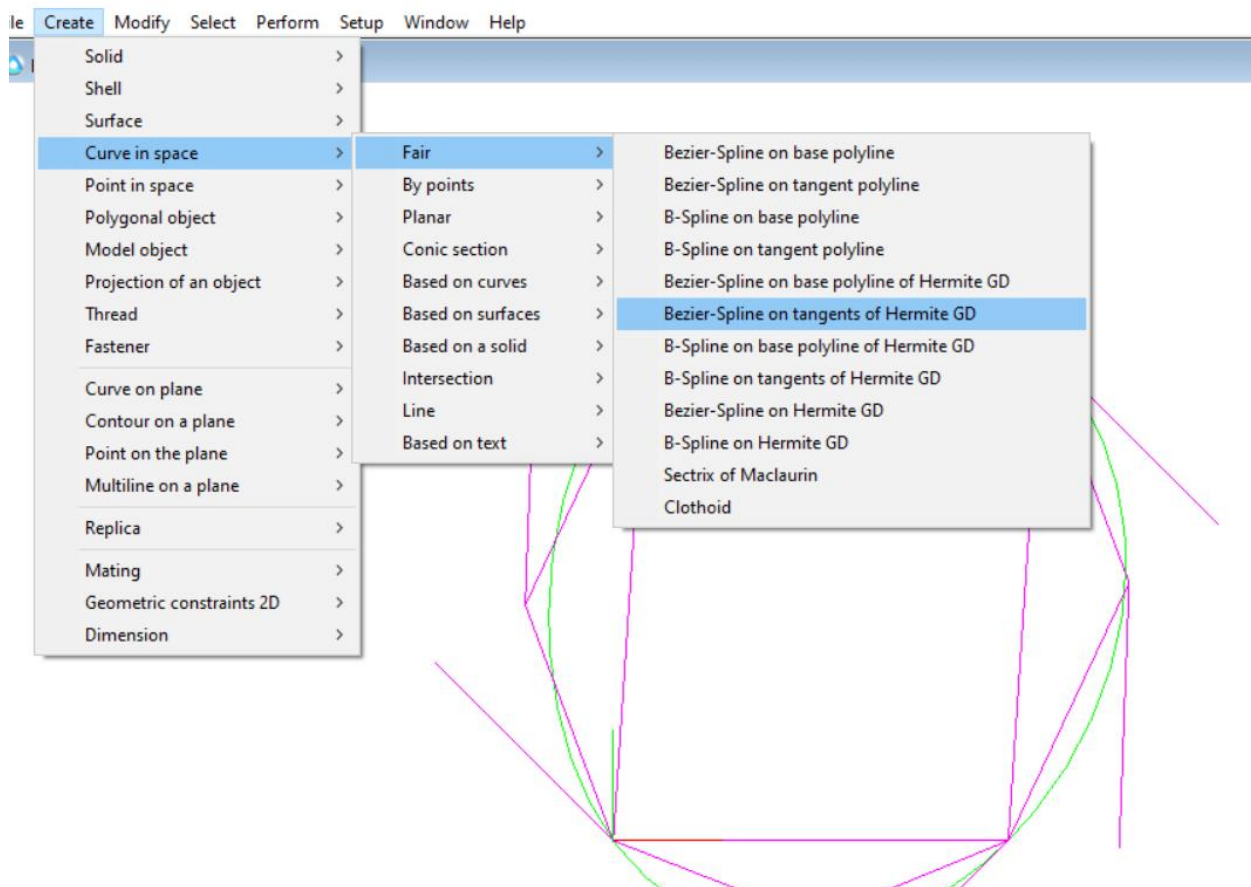 le Create Modify Select Perform Setup Window Help
Solid
Shell
Surface
Curve in space
Point in space
Polygonal object
Model object
Projection of an object
Thread
Fastener
Curve on plane
Contour on a plane
Point on the plane
Multiline on a plane
Replica
Mating
Geometric constraints 2D
Dimension
Fair
By points
Planar
Conic section
Based on curves
Based on surfaces
Based on a solid
Intersection
Line
Based on text
Bezier-Spline on base polyline
Bezier-Spline on tangent polyline
B-Spline on base polyline
B-Spline on tangent polyline
Bezier-Spline on base polyline of Hermite GD
Bezier-Spline on tangents of Hermite GD
B-Spline on base polyline of Hermite GD
B-Spline on tangents of Hermite GD
Bezier-Spline on Hermite GD
B-Spline on Hermite GD
Sectrix of Maclaurin
Clothoid